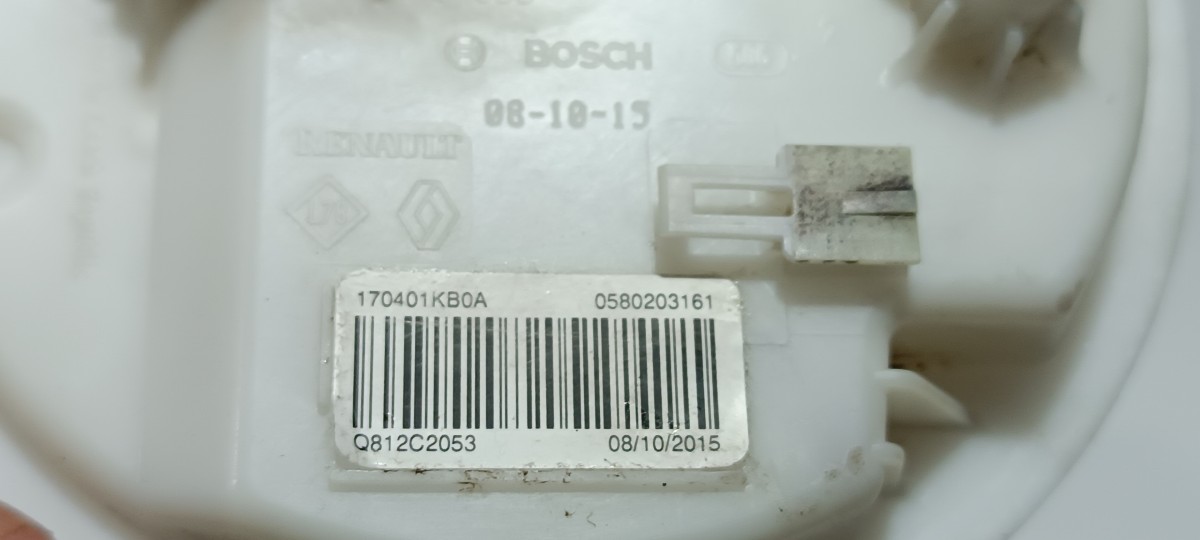 BOSCH
08-10-15
RENAULT
170401KB0A 0580203161
Q812C2053 08/10/2015